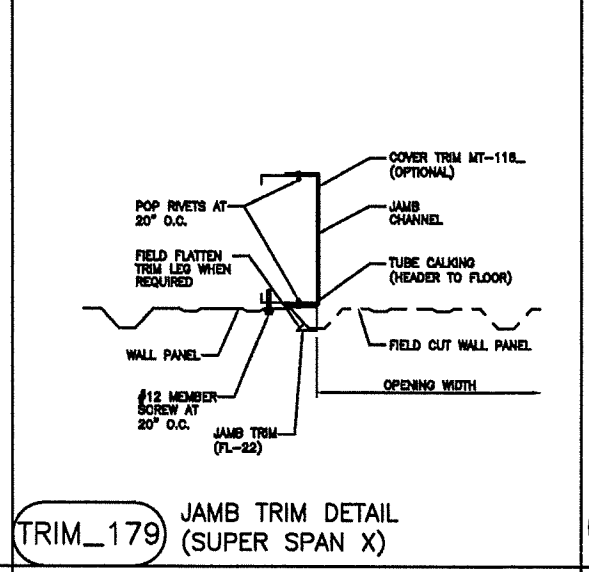 COVER TRIM MT-116_
(OPTIONAL)
POP RIVETS AT
20" O.C.
JAMB
CHANNEL
FIELD FLATTEN
TRIM LEG WHEN
REQUIRED
TUBE CALKING
(HEADER TO FLOOR)
WALL PANEL
FIELD CUT WALL PANEL
OPENING WIDTH
#12 MEMBER
SCREW AT
20" O.C.
JAMB TRIM
(FL-22)
TRIM_179
JAMB TRIM DETAIL
(SUPER SPAN X)